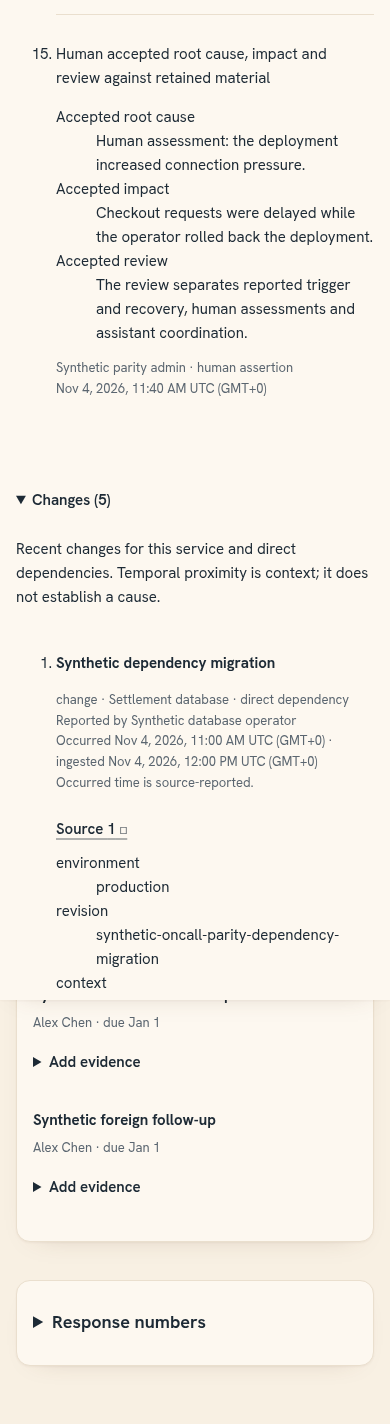 15. Human accepted root cause, impact and
review against retained material
Accepted root cause
Human assessment: the deployment
increased connection pressure.
Accepted impact
Checkout requests were delayed while
the operator rolled back the deployment.
Accepted review
The review separates reported trigger
and recovery, human assessments and
assistant coordination.
Synthetic parity admin · human assertion
Nov 4, 2026, 11:40 AM UTC (GMT+0)
▼ Changes (5)
Recent changes for this service and direct
dependencies. Temporal proximity is context; it does
not establish a cause.
1. Synthetic dependency migration
change · Settlement database · direct dependency
Reported by Synthetic database operator
Occurred Nov 4, 2026, 11:00 AM UTC (GMT+0) ·
ingested Nov 4, 2026, 12:00 PM UTC (GMT+0)
Occurred time is source-reported.
Source 1 □
environment
production
revision
synthetic-oncall-parity-dependency-
migration
context
Alex Chen · due Jan 1
▶ Add evidence
Synthetic foreign follow-up
Alex Chen · due Jan 1
▶ Add evidence
▶ Response numbers